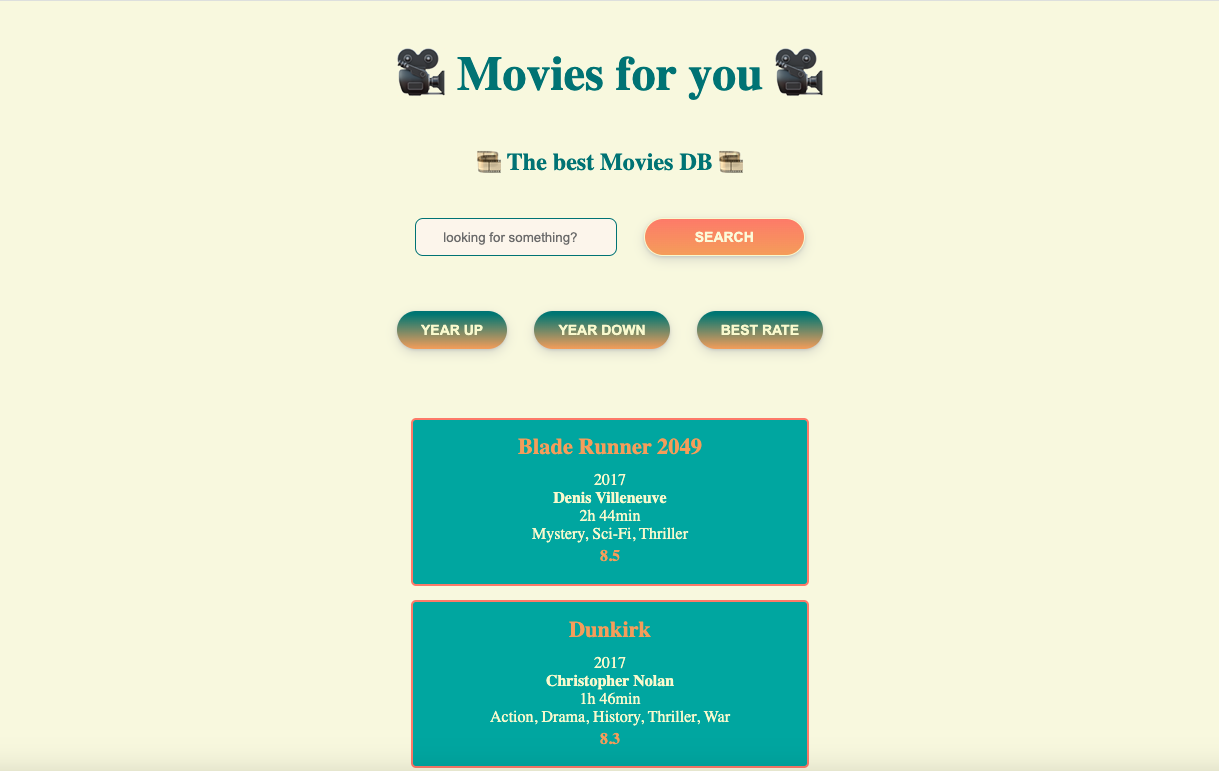 Movies for you
The best Movies DB
looking for something?
SEARCH
YEAR UP
YEAR DOWN
BEST RATE
Blade Runner 2049
2017
Denis Villeneuve
2h 44min
Mystery, Sci-Fi, Thriller
8.5
Dunkirk
2017
Christopher Nolan
1h 46min
Action, Drama, History, Thriller, War
8.3